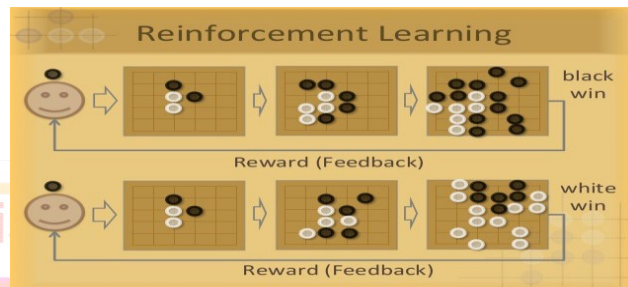 Reinforcement Learning
black
win
Reward (Feedback)
white
win
Reward (Feedback)